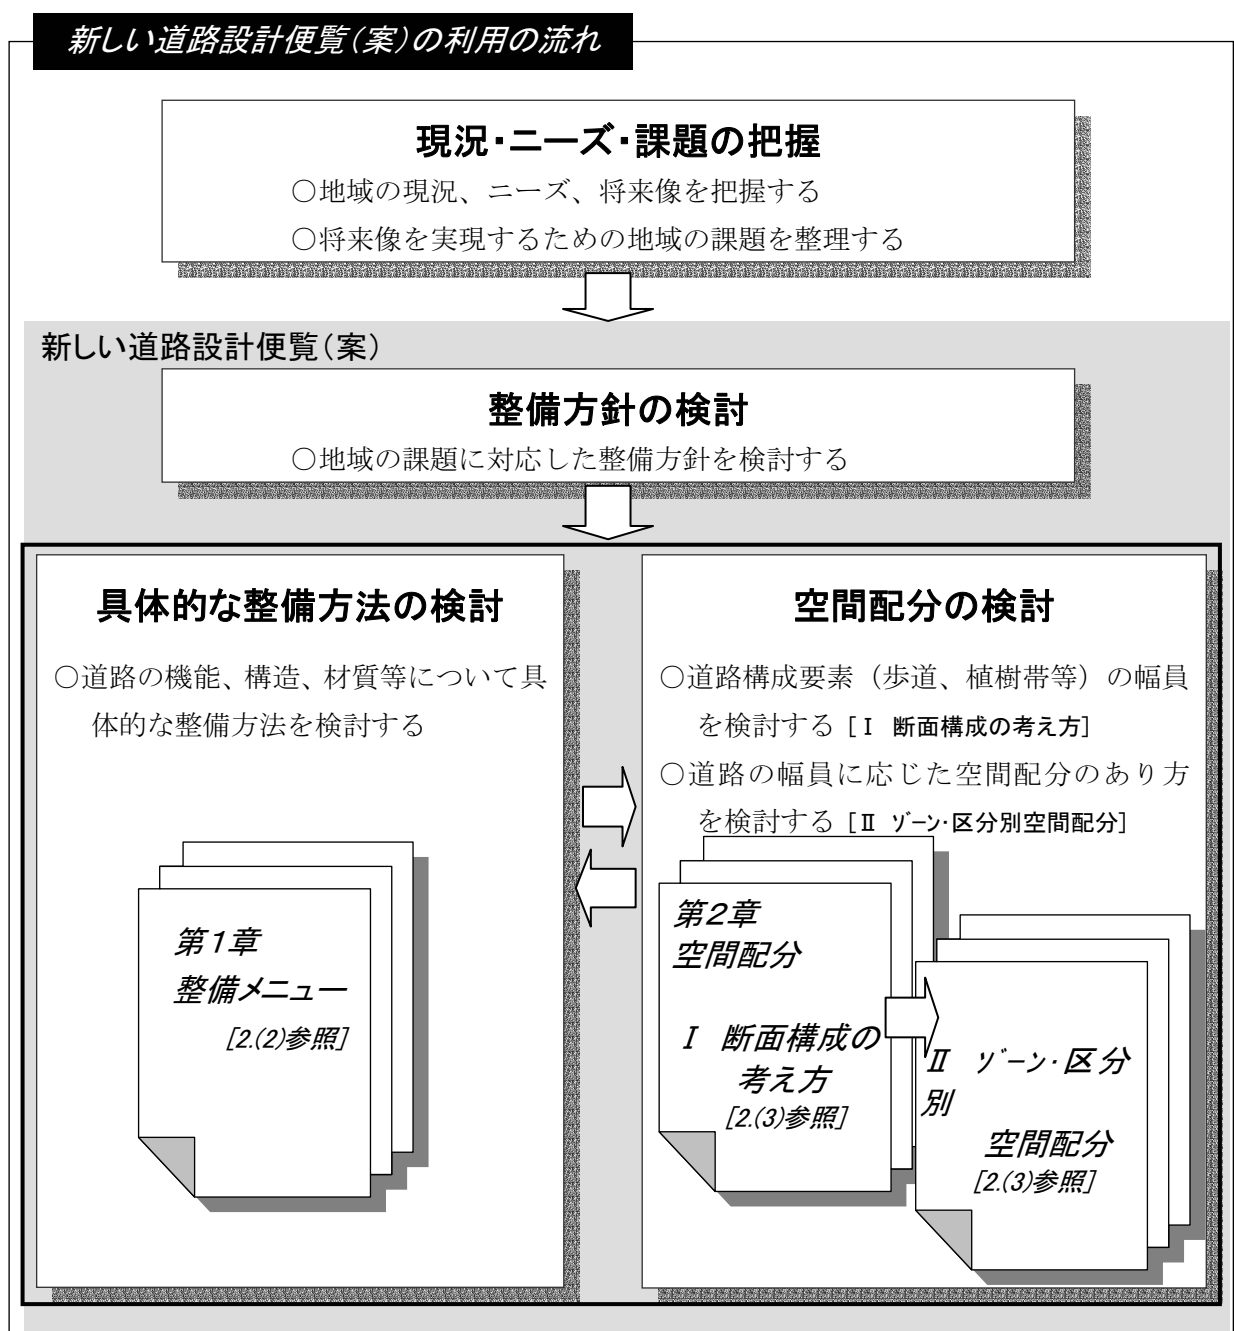 新しい道路設計便覧(案)の利用の流れ
現況・ニーズ・課題の把握
○地域の現況、ニーズ、将来像を把握する
○将来像を実現するための地域の課題を整理する
新しい道路設計便覧(案)
整備方針の検討
○地域の課題に対応した整備方針を検討する
具体的な整備方法の検討
○道路の機能、構造、材質等について具
体的な整備方法を検討する
第1章
整備メニュー
[2.(2)参照]
空間配分の検討
○道路構成要素（歩道、植樹帯等）の幅員
を検討する [Ⅰ 断面構成の考え方]
○道路の幅員に応じた空間配分のあり方
を検討する [Ⅱ ｿﾞｰﾝ・区分別空間配分]
第2章
空間配分
Ⅰ 断面構成の
考え方
[2.(3)参照]
Ⅱ ｿﾞｰﾝ・区分
別
空間配分
[2.(3)参照]